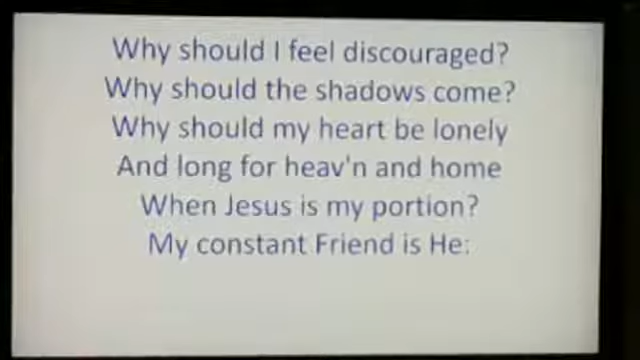 Why should I feel discouraged?
Why should the shadows come?
Why should my heart be lonely
And long for heav'n and home
When Jesus is my portion?
My constant Friend is He: